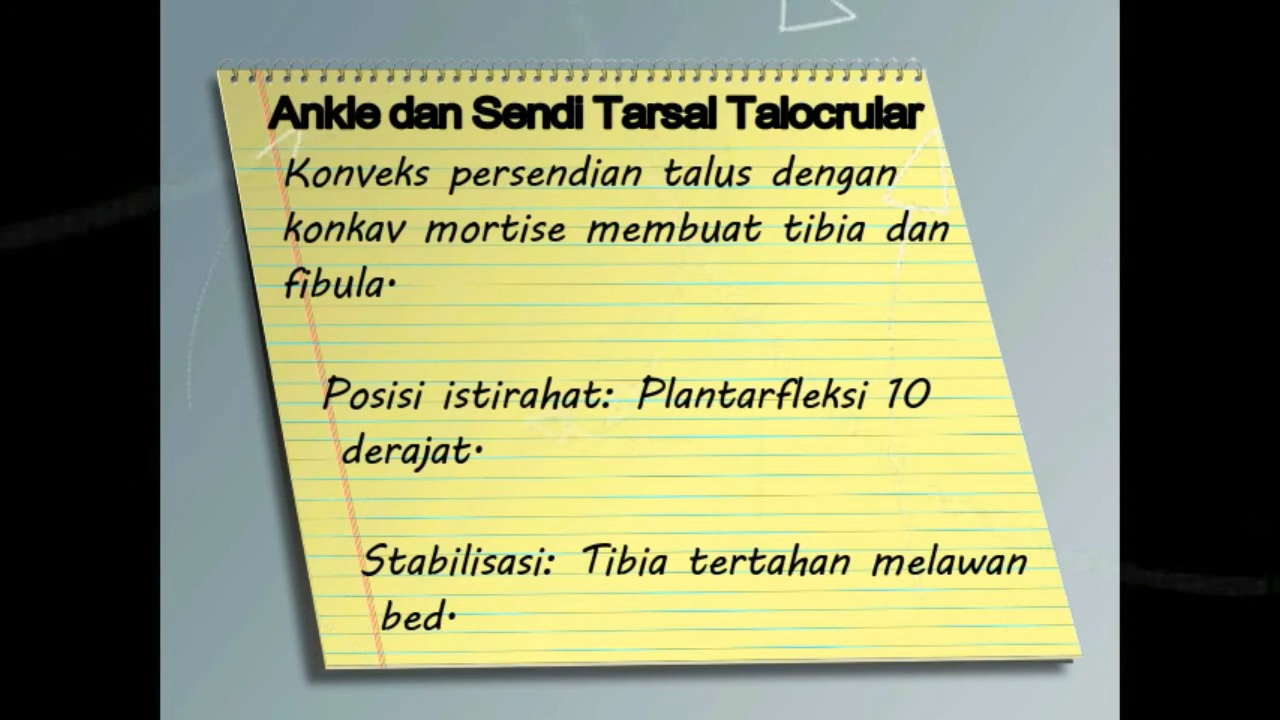 Ankle dan Sendi Tarsal Talocrular
Konveks persendian talus dengan
konkav mortise membuat tibia dan
fibula.
Posisi istirahat: Plantarfleksi 10
derajat.
Stabilisasi: Tibia tertahan melawan
bed.